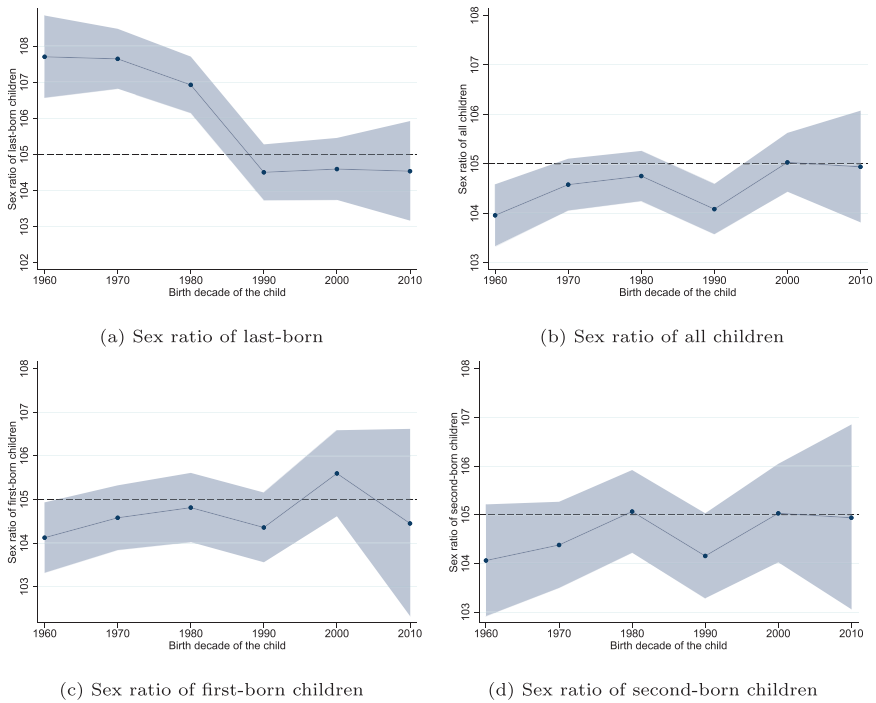 Sex ratio of last-born children
108
107
106
105
104
103
102
1960 1970 1980 1990 2000 2010
Birth decade of the child
(a) Sex ratio of last-born
Sex ratio of all children
108
107
106
105
104
103
1960 1970 1980 1990 2000 2010
Birth decade of the child
(b) Sex ratio of all children
Sex ratio of first-born children
108
107
106
105
104
103
1960 1970 1980 1990 2000 2010
Birth decade of the child
(c) Sex ratio of first-born children
Sex ratio of second-born children
108
107
106
105
104
103
1960 1970 1980 1990 2000 2010
Birth decade of the child
(d) Sex ratio of second-born children